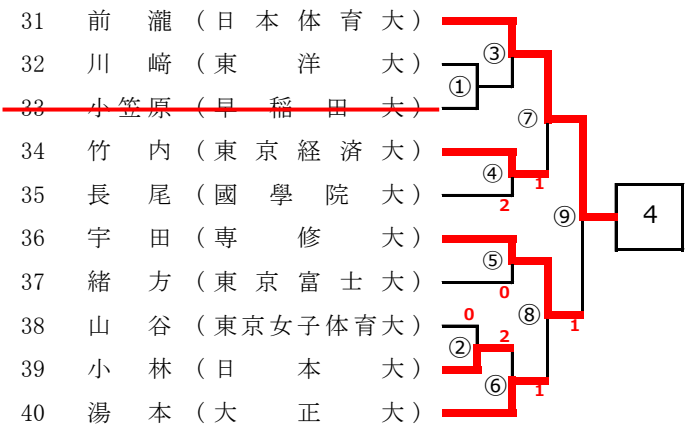 31 前瀧(日本体育大)
32 川﨑(東洋大)
33 小笠原(早稲田大)
34 竹内(東京経済大)
35 長尾(國學院大)
36 宇田(専修大)
37 緒方(東京富士大)
38 山谷(東京女子体育大)
39 小林(日本大)
40 湯本(大正大)
③
①
⑦
④ 1
2
⑨ 4
⑤
0
0 ⑧ 1
② 2
⑥ 1